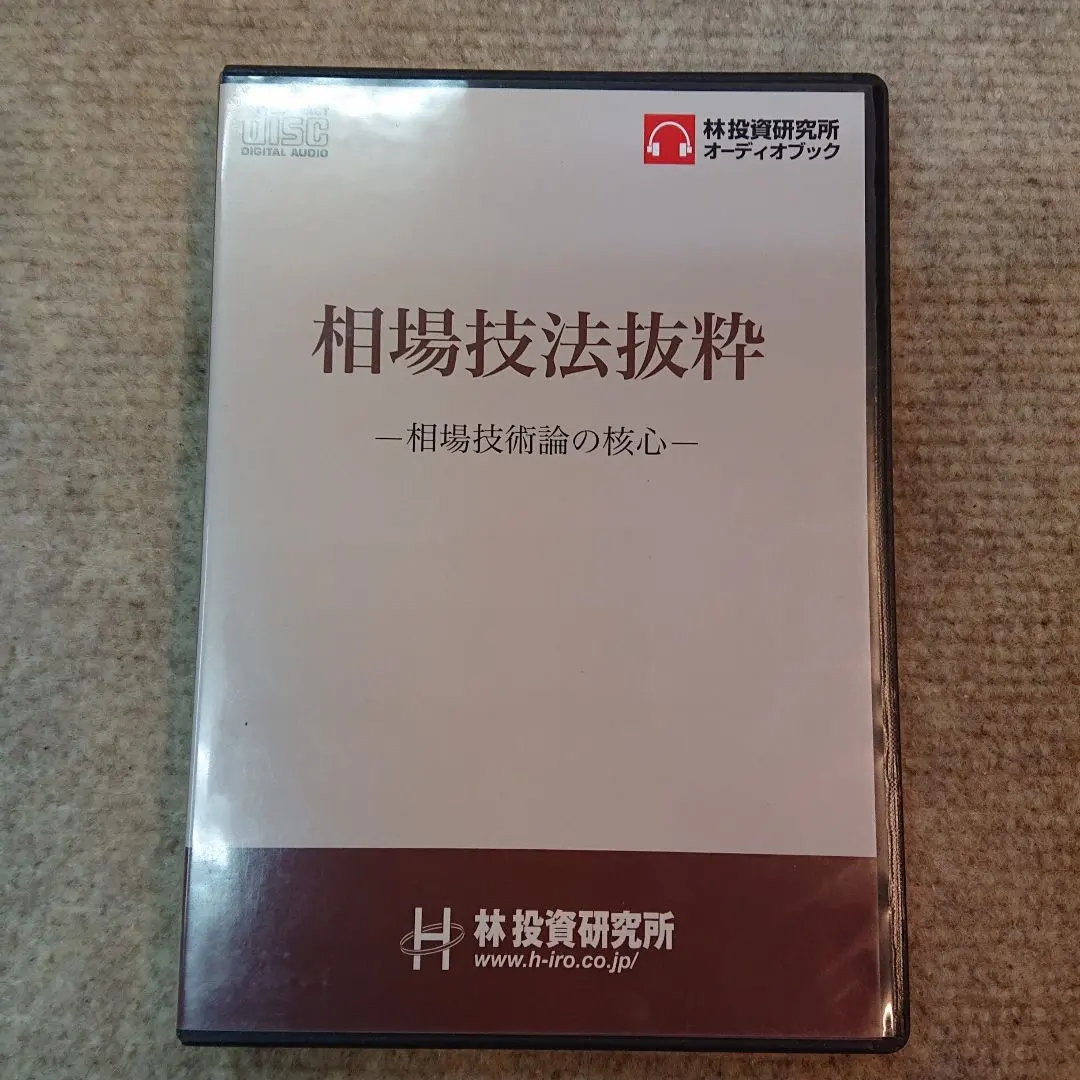 disc
DIGITAL AUDIO
林投資研究所
オーディオブック
相場技法抜粋
―相場技術論の核心―
林投資研究所
www.h-iro.co.jp/